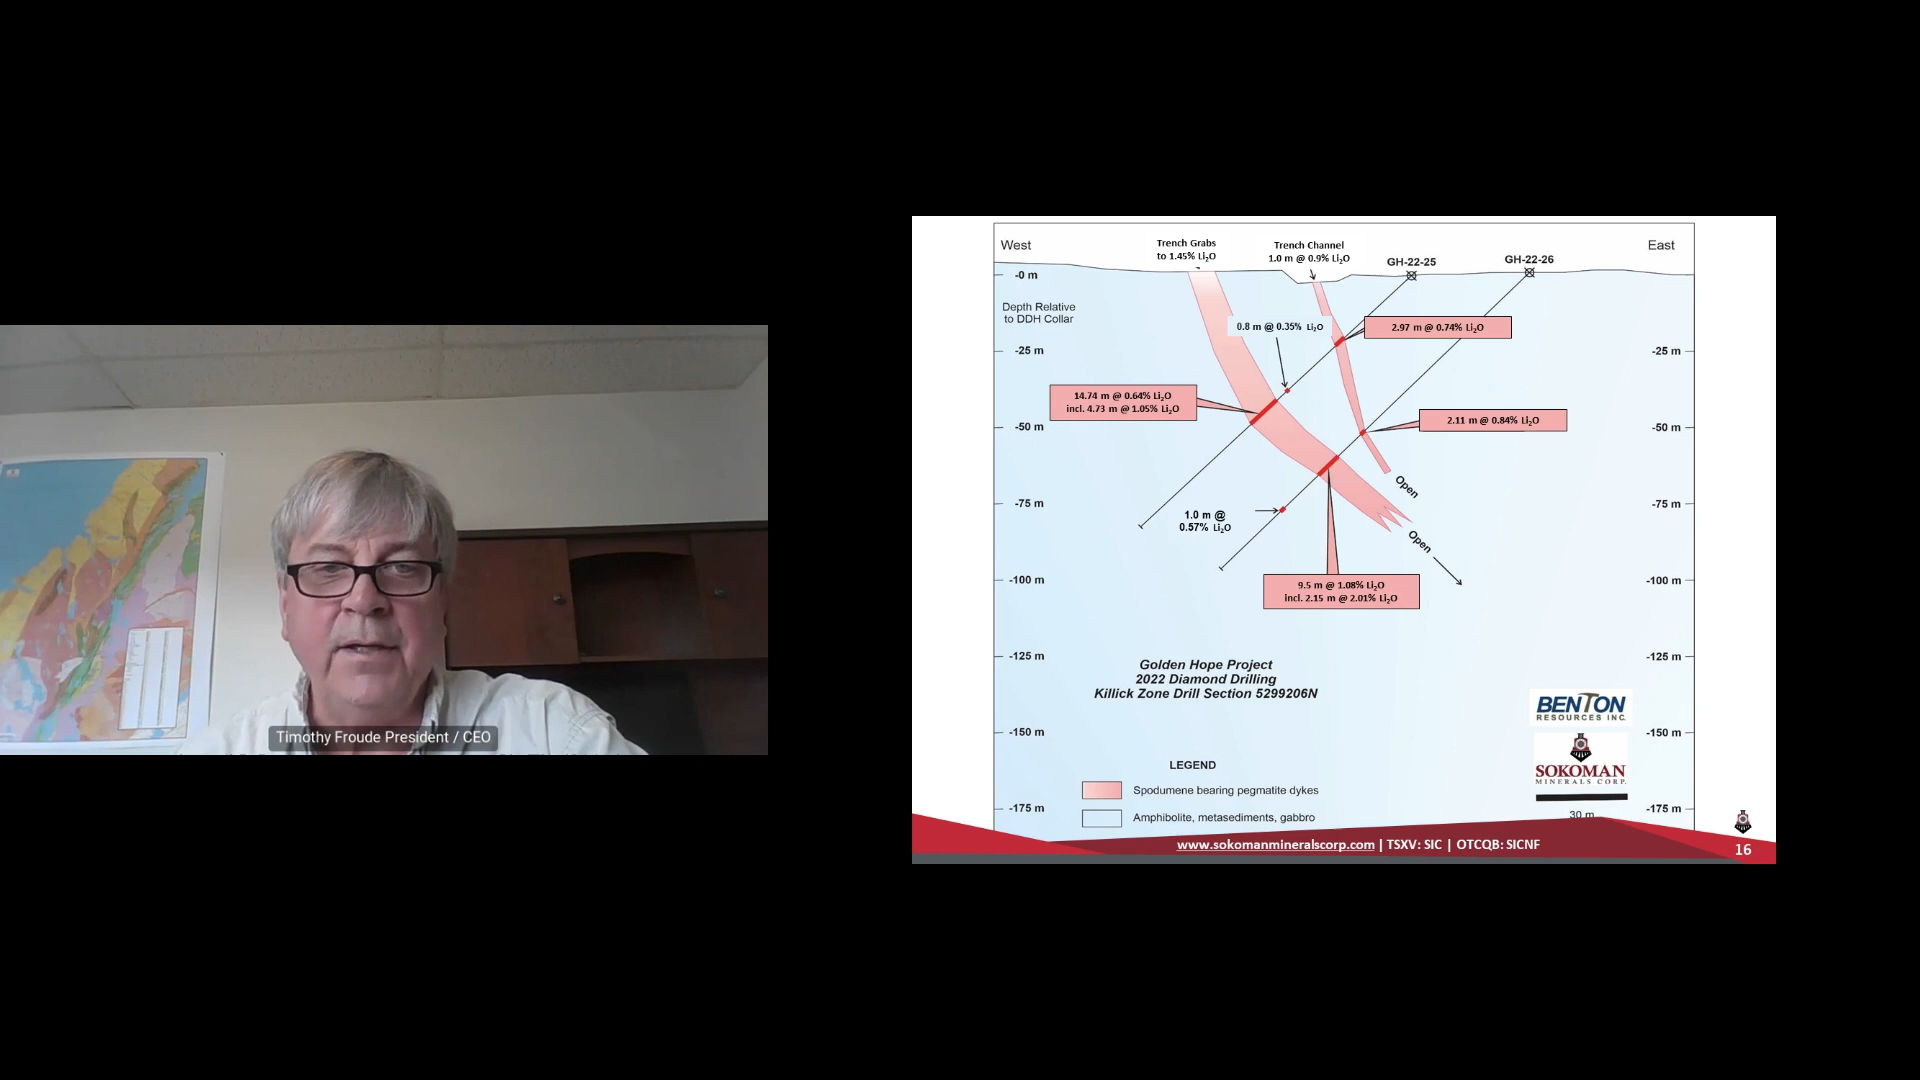 Timothy Froude President / CEO
West
Trench Grabs
to 1.45% Li₂O
Trench Channel
1.0 m @ 0.9% Li₂O
GH-22-25
GH-22-26
East
-0 m
Depth Relative
to DDH Collar
0.8 m @ 0.35% Li₂O
2.97 m @ 0.74% Li₂O
-25 m
-25 m
14.74 m @ 0.64% Li₂O
incl. 4.73 m @ 1.05% Li₂O
2.11 m @ 0.84% Li₂O
-50 m
-50 m
Open
-75 m
-75 m
1.0 m @
0.57% Li₂O
Open
-100 m
-100 m
9.5 m @ 1.08% Li₂O
incl. 2.15 m @ 2.01% Li₂O
-125 m
-125 m
Golden Hope Project
2022 Diamond Drilling
Killick Zone Drill Section 5299206N
BENTON
RESOURCES INC.
-150 m
-150 m
LEGEND
SOKOMAN
MINERALS CORP.
Spodumene bearing pegmatite dykes
-175 m
-175 m
Amphibolite, metasediments, gabbro
30 m
www.sokomanmineralscorp.com | TSXV: SIC | OTCQB: SICNF
16